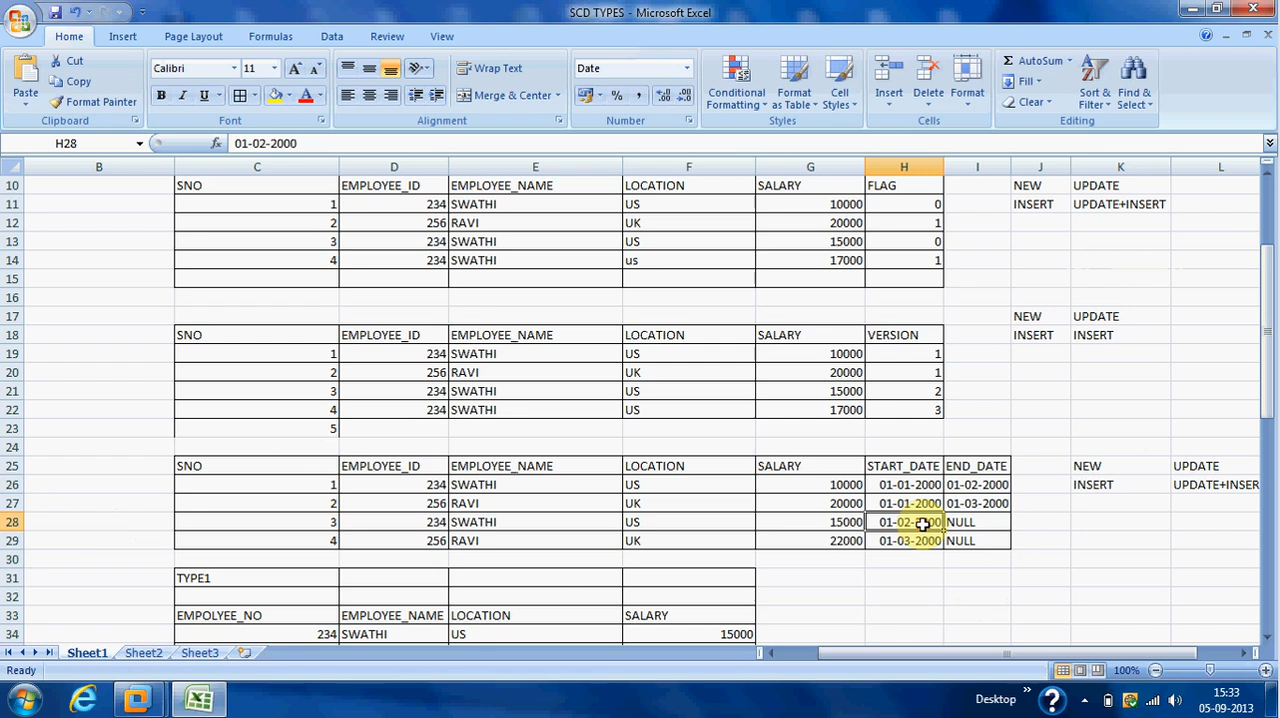 SCD TYPES - Microsoft Excel
Home Insert Page Layout Formulas Data Review View
Paste
Cut
Copy
Format Painter
Clipboard
Calibri 11
B I U
Font
Wrap Text
Merge & Center
Alignment
Date
Number
Conditional Formatting
Format as Table
Cell Styles
Styles
Insert Delete Format
Cells
AutoSum
Fill
Clear
Sort & Filter
Find & Select
Editing
H28 fx 01-02-2000
B C D E F G H I J K L
10 SNO EMPLOYEE_ID EMPLOYEE_NAME LOCATION SALARY FLAG NEW UPDATE
11 1 234 SWATHI US 10000 0 INSERT UPDATE+INSERT
12 2 256 RAVI UK 20000 1
13 3 234 SWATHI US 15000 0
14 4 234 SWATHI us 17000 1
15
16
17 NEW UPDATE
18 SNO EMPLOYEE_ID EMPLOYEE_NAME LOCATION SALARY VERSION INSERT INSERT
19 1 234 SWATHI US 10000 1
20 2 256 RAVI UK 20000 1
21 3 234 SWATHI US 15000 2
22 4 234 SWATHI US 17000 3
23 5
24
25 SNO EMPLOYEE_ID EMPLOYEE_NAME LOCATION SALARY START_DATE END_DATE NEW UPDATE
26 1 234 SWATHI US 10000 01-01-2000 01-02-2000 INSERT UPDATE+INSER
27 2 256 RAVI UK 20000 01-01-2000 01-03-2000
28 3 234 SWATHI US 15000 01-02-2000 NULL
29 4 256 RAVI UK 22000 01-03-2000 NULL
30
31 TYPE1
32
33 EMPOLYEE_NO EMPLOYEE_NAME LOCATION SALARY
34 234 SWATHI US 15000
Sheet1 Sheet2 Sheet3
Ready 100%
Desktop 15:33
05-09-2013